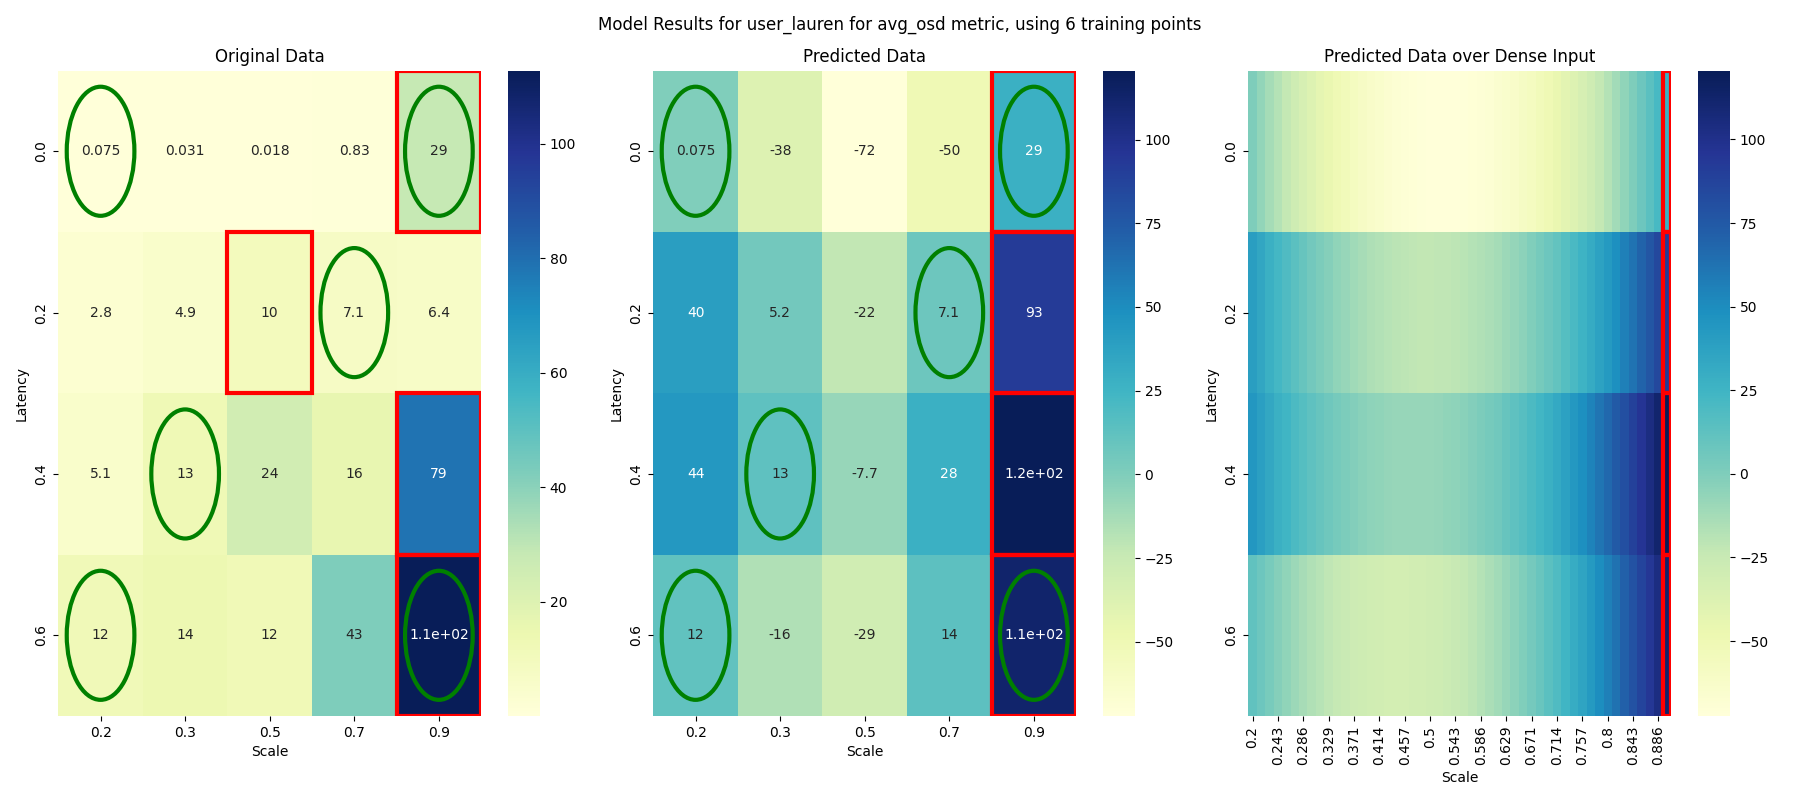 Model Results for user_lauren for avg_osd metric, using 6 training points
Original Data
0.0 0.075 0.031 0.018 0.83 29
0.2 2.8 4.9 10 7.1 6.4
0.4 5.1 13 24 16 79
0.6 12 14 12 43 1.1e+02
0.2 0.3 0.5 0.7 0.9
Scale
Latency
100
80
60
40
20
Predicted Data
0.0 0.075 -38 -72 -50 29
0.2 40 5.2 -22 7.1 93
0.4 44 13 -7.7 28 1.2e+02
0.6 12 -16 -29 14 1.1e+02
0.2 0.3 0.5 0.7 0.9
Scale
Latency
100
75
50
25
0
−25
−50
Predicted Data over Dense Input
0.0
0.2
0.4
0.6
0.2 0.243 0.286 0.329 0.371 0.414 0.457 0.5 0.543 0.586 0.629 0.671 0.714 0.757 0.8 0.843 0.886
Scale
Latency
100
75
50
25
0
−25
−50